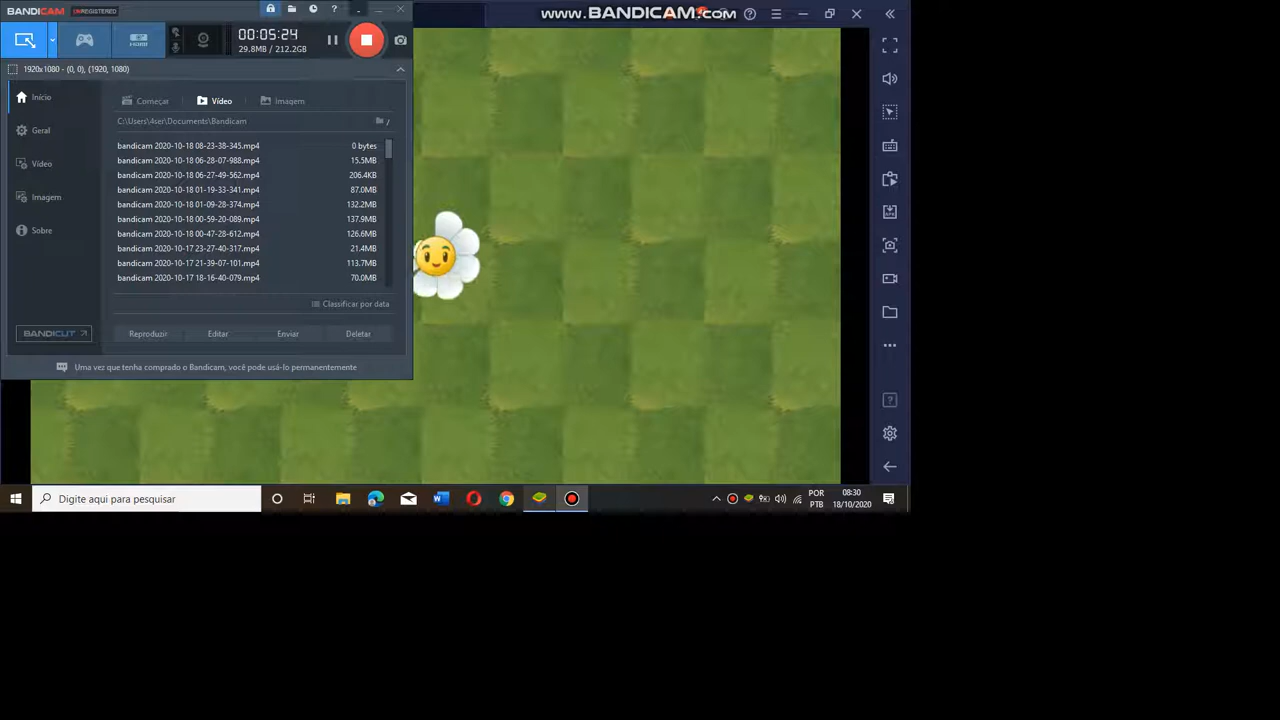 BANDICAM UNREGISTERED
00:05:24
29.8MB / 212.2GB
www.BANDICAM.com
1920x1080 - (0, 0), (1920, 1080)
Início
Geral
Vídeo
Imagem
Sobre
BANDICUT
Começar Vídeo Imagem
C:\Users\4ser\Documents\Bandicam
bandicam 2020-10-18 08-23-38-345.mp4 0 bytes
bandicam 2020-10-18 06-28-07-988.mp4 15.5MB
bandicam 2020-10-18 06-27-49-562.mp4 206.4KB
bandicam 2020-10-18 01-19-33-341.mp4 87.0MB
bandicam 2020-10-18 01-09-28-374.mp4 132.2MB
bandicam 2020-10-18 00-59-20-089.mp4 137.9MB
bandicam 2020-10-18 00-47-28-612.mp4 126.6MB
bandicam 2020-10-17 23-27-40-317.mp4 21.4MB
bandicam 2020-10-17 21-39-07-101.mp4 113.7MB
bandicam 2020-10-17 18-16-40-079.mp4 70.0MB
Classificar por data
Reproduzir Editar Enviar Deletar
Uma vez que tenha comprado o Bandicam, você pode usá-lo permanentemente
Digite aqui para pesquisar
POR
PTB
08:30
18/10/2020